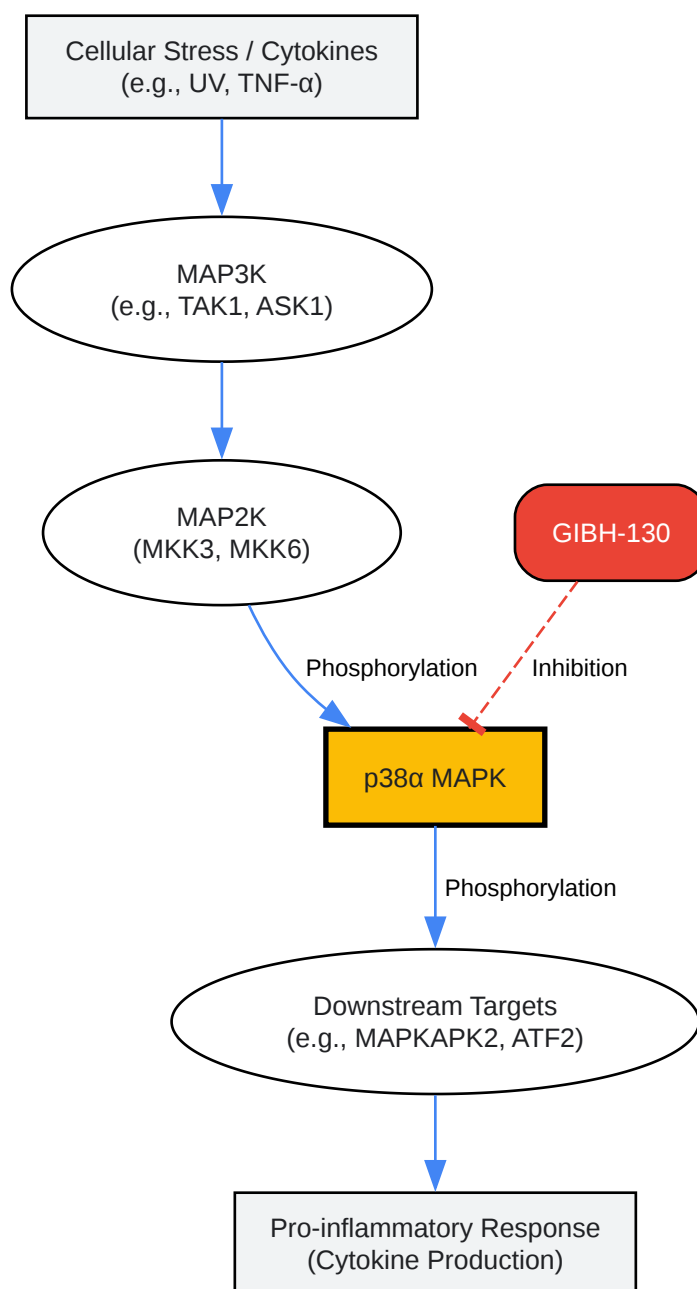 Cellular Stress / Cytokines
(e.g., UV, TNF-α)
MAP3K
(e.g., TAK1, ASK1)
MAP2K
(MKK3, MKK6)
GIBH-130
Phosphorylation
Inhibition
p38α MAPK
Phosphorylation
Downstream Targets
(e.g., MAPKAPK2, ATF2)
Pro-inflammatory Response
(Cytokine Production)